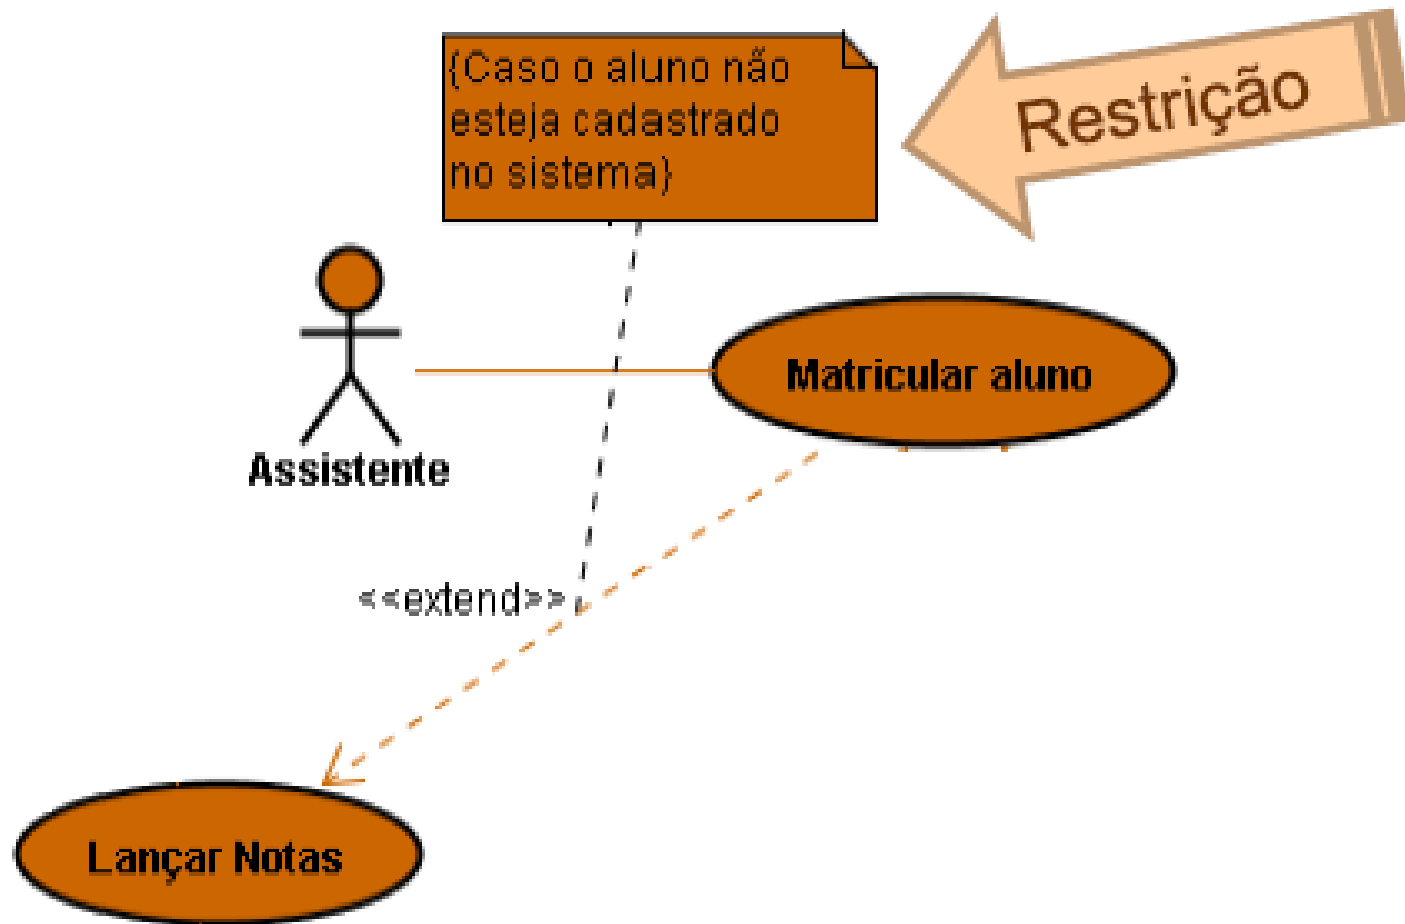 {Caso o aluno não
esteja cadastrado
no sistema}
Restrição
Matricular aluno
Assistente
<<extend>>
Lançar Notas